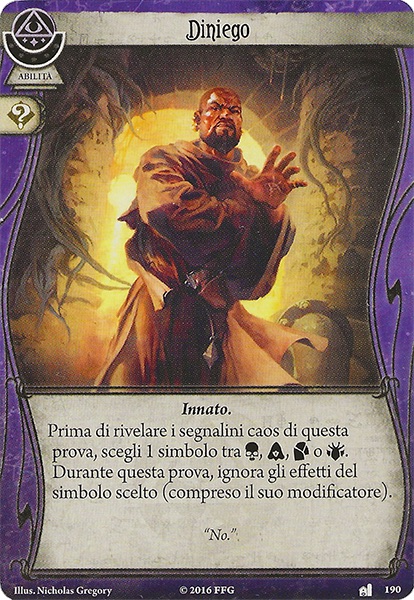 Diniego
ABILITÀ
?
Innato.
Prima di rivelare i segnalini caos di questa
prova, scegli 1 simbolo tra , , o .
Durante questa prova, ignora gli effetti del
simbolo scelto (compreso il suo modificatore).
“No.”
Illus. Nicholas Gregory © 2016 FFG 190